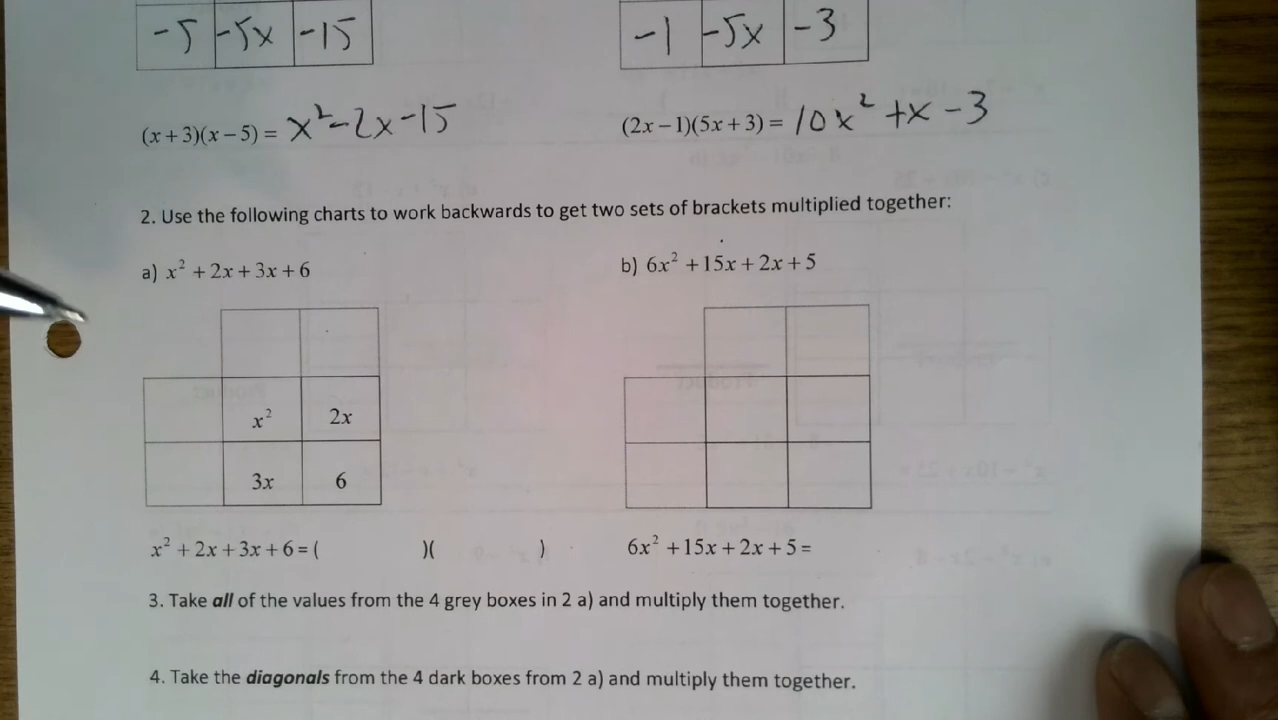 -5 -5x -15
-1 -5x -3
(x+3)(x-5) = x²-2x-15
(2x-1)(5x+3) = 10x²+x-3
2. Use the following charts to work backwards to get two sets of brackets multiplied together:
a) x²+2x+3x+6
b) 6x²+15x+2x+5
x² 2x
3x 6
x²+2x+3x+6=( )( )
6x²+15x+2x+5=
3. Take all of the values from the 4 grey boxes in 2 a) and multiply them together.
4. Take the diagonals from the 4 dark boxes from 2 a) and multiply them together.